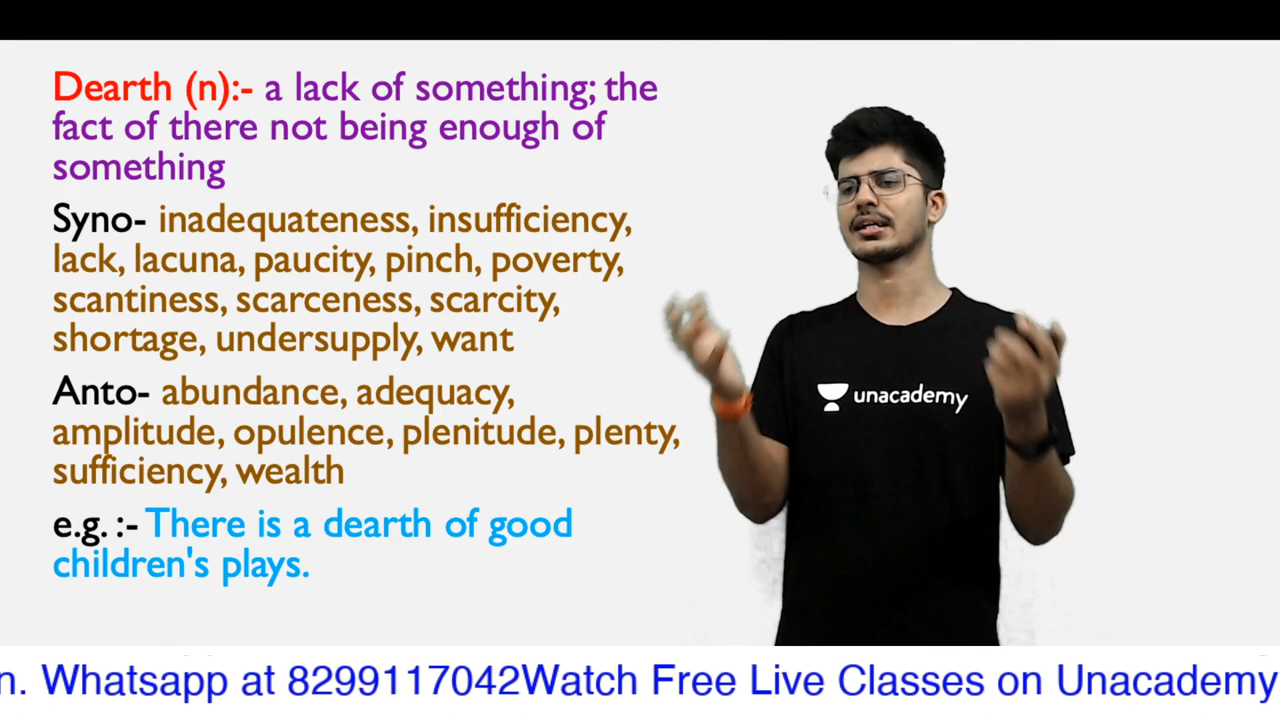 Dearth (n):- a lack of something; the
fact of there not being enough of
something
Syno- inadequateness, insufficiency,
lack, lacuna, paucity, pinch, poverty,
scantiness, scarceness, scarcity,
shortage, undersupply, want
Anto- abundance, adequacy,
amplitude, opulence, plenitude, plenty,
sufficiency, wealth
e.g. :- There is a dearth of good
children's plays.
unacademy
n. Whatsapp at 8299117042Watch Free Live Classes on Unacademy